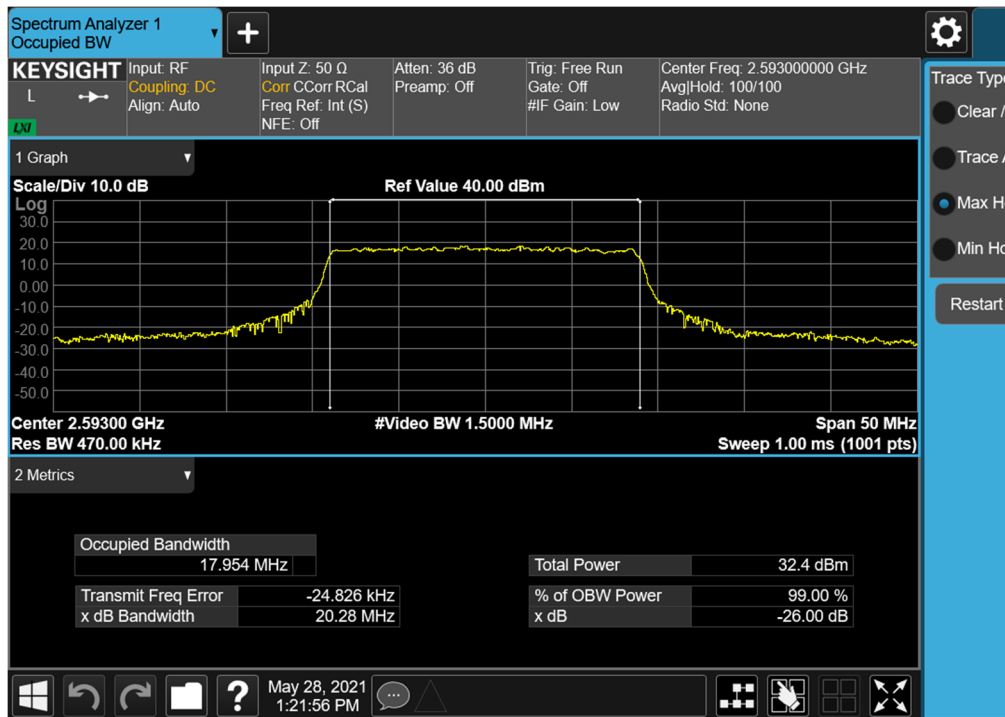 Spectrum Analyzer 1
Occupied BW
KEYSIGHT
L
LXI
Input: RF
Coupling: DC
Align: Auto
Input Z: 50 Ω
Corr CCorr RCal
Freq Ref: Int (S)
NFE: Off
Atten: 36 dB
Preamp: Off
Trig: Free Run
Gate: Off
#IF Gain: Low
Center Freq: 2.593000000 GHz
Avg|Hold: 100/100
Radio Std: None
Trace Type
Clear /
Trace
Max
Min
Restart
1 Graph
Scale/Div 10.0 dB
Ref Value 40.00 dBm
Log
30.0
20.0
10.0
0.00
-10.0
-20.0
-30.0
-40.0
-50.0
Center 2.59300 GHz
#Video BW 1.5000 MHz
Span 50 MHz
Res BW 470.00 kHz
Sweep 1.00 ms (1001 pts)
2 Metrics
Occupied Bandwidth
17.954 MHz
Total Power 32.4 dBm
Transmit Freq Error -24.826 kHz
% of OBW Power 99.00 %
x dB Bandwidth 20.28 MHz
x dB -26.00 dB
?
May 28, 2021
1:21:56 PM